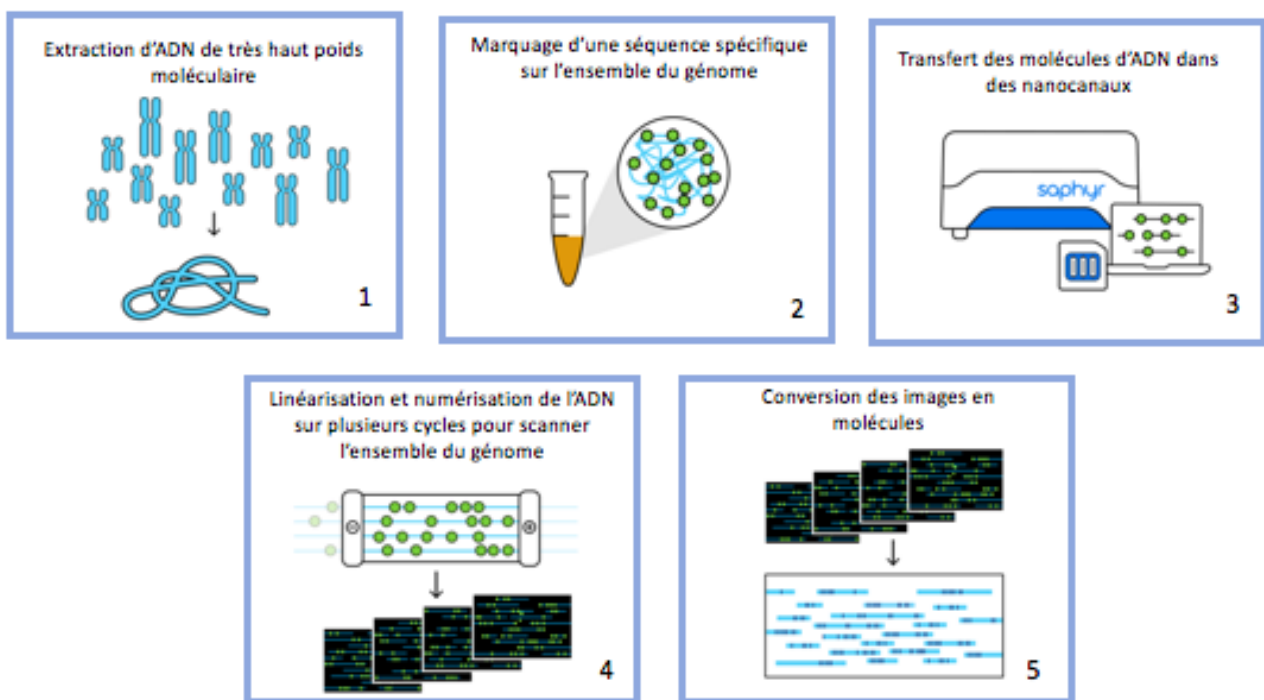 Extraction d'ADN de très haut poids
moléculaire
1
Marquage d'une séquence spécifique
sur l'ensemble du génome
2
Transfert des molécules d'ADN dans
des nanocanaux
saphyr
3
Linéarisation et numérisation de l'ADN
sur plusieurs cycles pour scanner
l'ensemble du génome
4
Conversion des images en
molécules
5